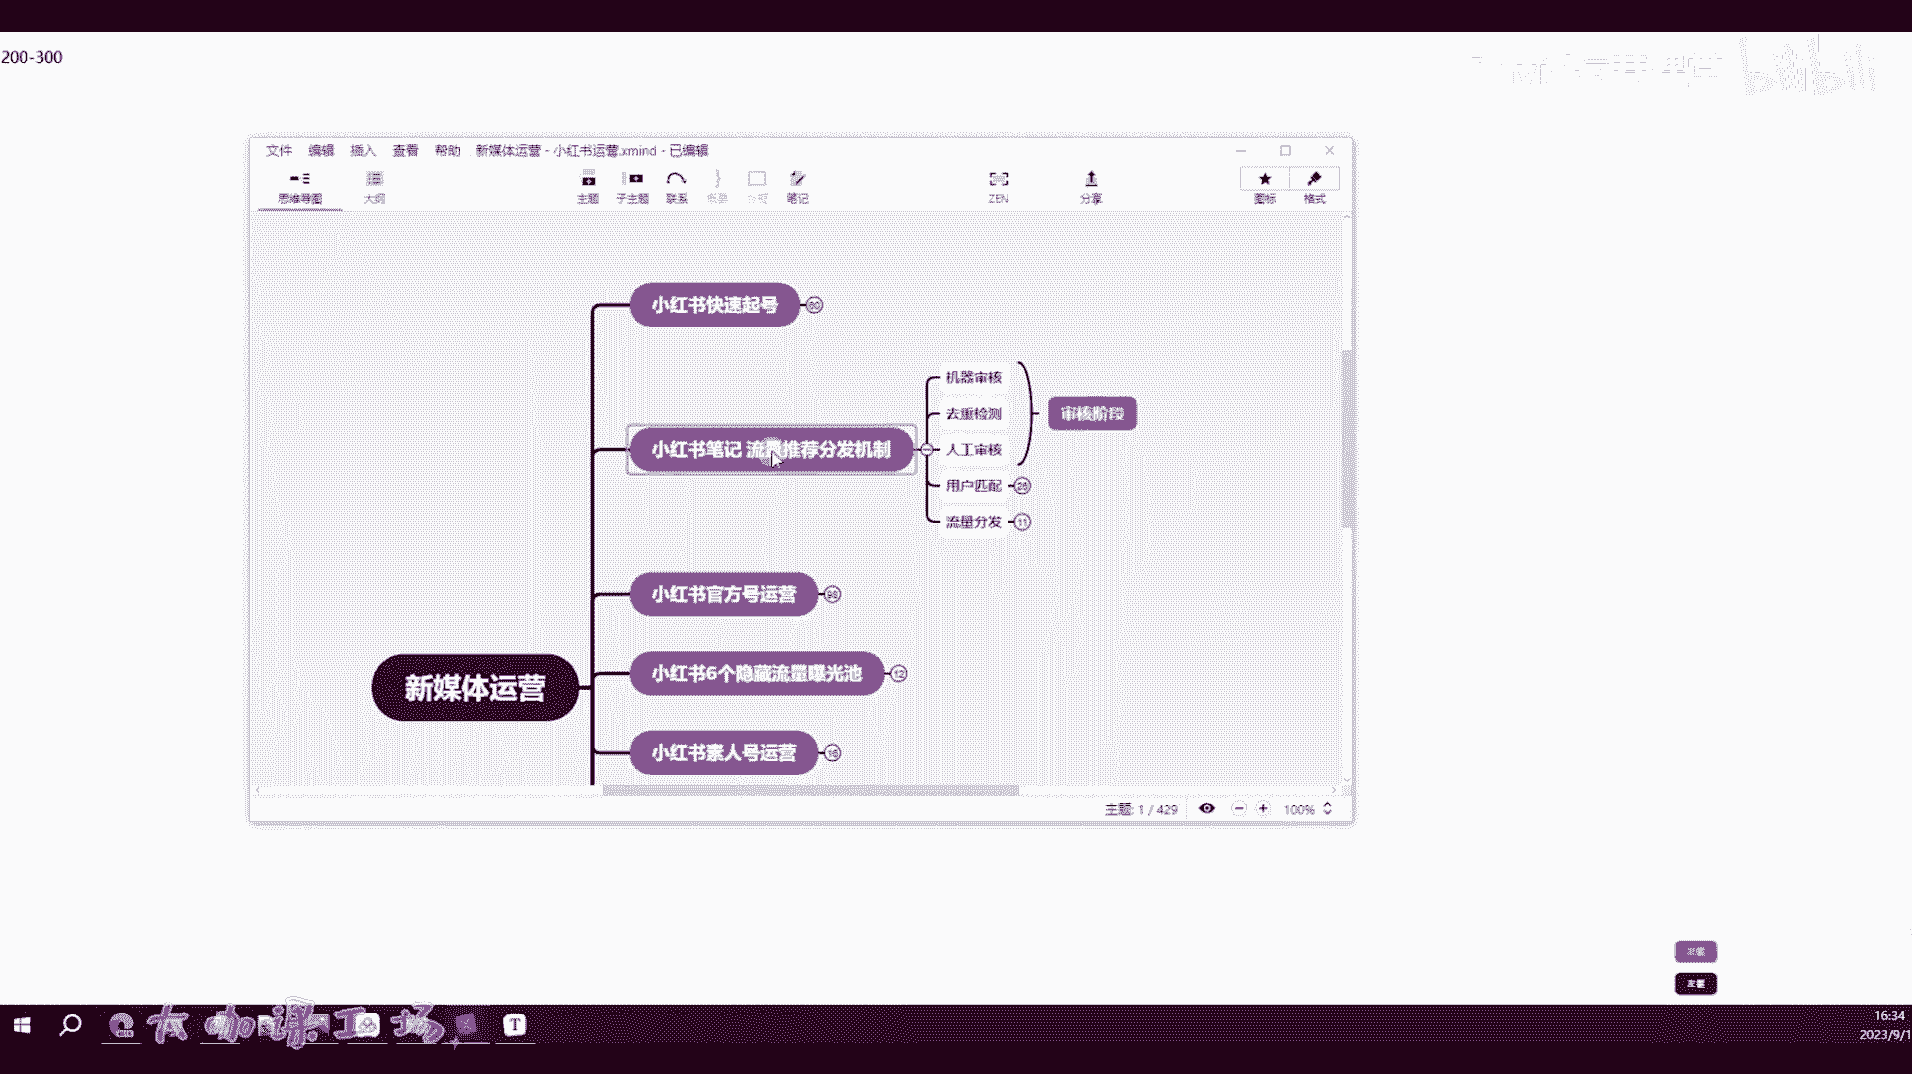 200-300
bilibili
文件 编辑 插入 查看 帮助 新媒体运营 - 小红书运营.xmind - 已编辑
思维导图 大纲 主题 子主题 联系 概要 外框 笔记 ZEN 分享 图标 格式
小红书快速起号
小红书笔记 流量推荐分发机制
机器审核
去重检测
人工审核
用户匹配
流量分发 11
审核阶段
小红书官方号运营
小红书6个隐藏流量曝光池 12
新媒体运营
小红书素人号运营 16
主题: 1 / 429 100%
大咖课工场
T
16:34
2023/9/1